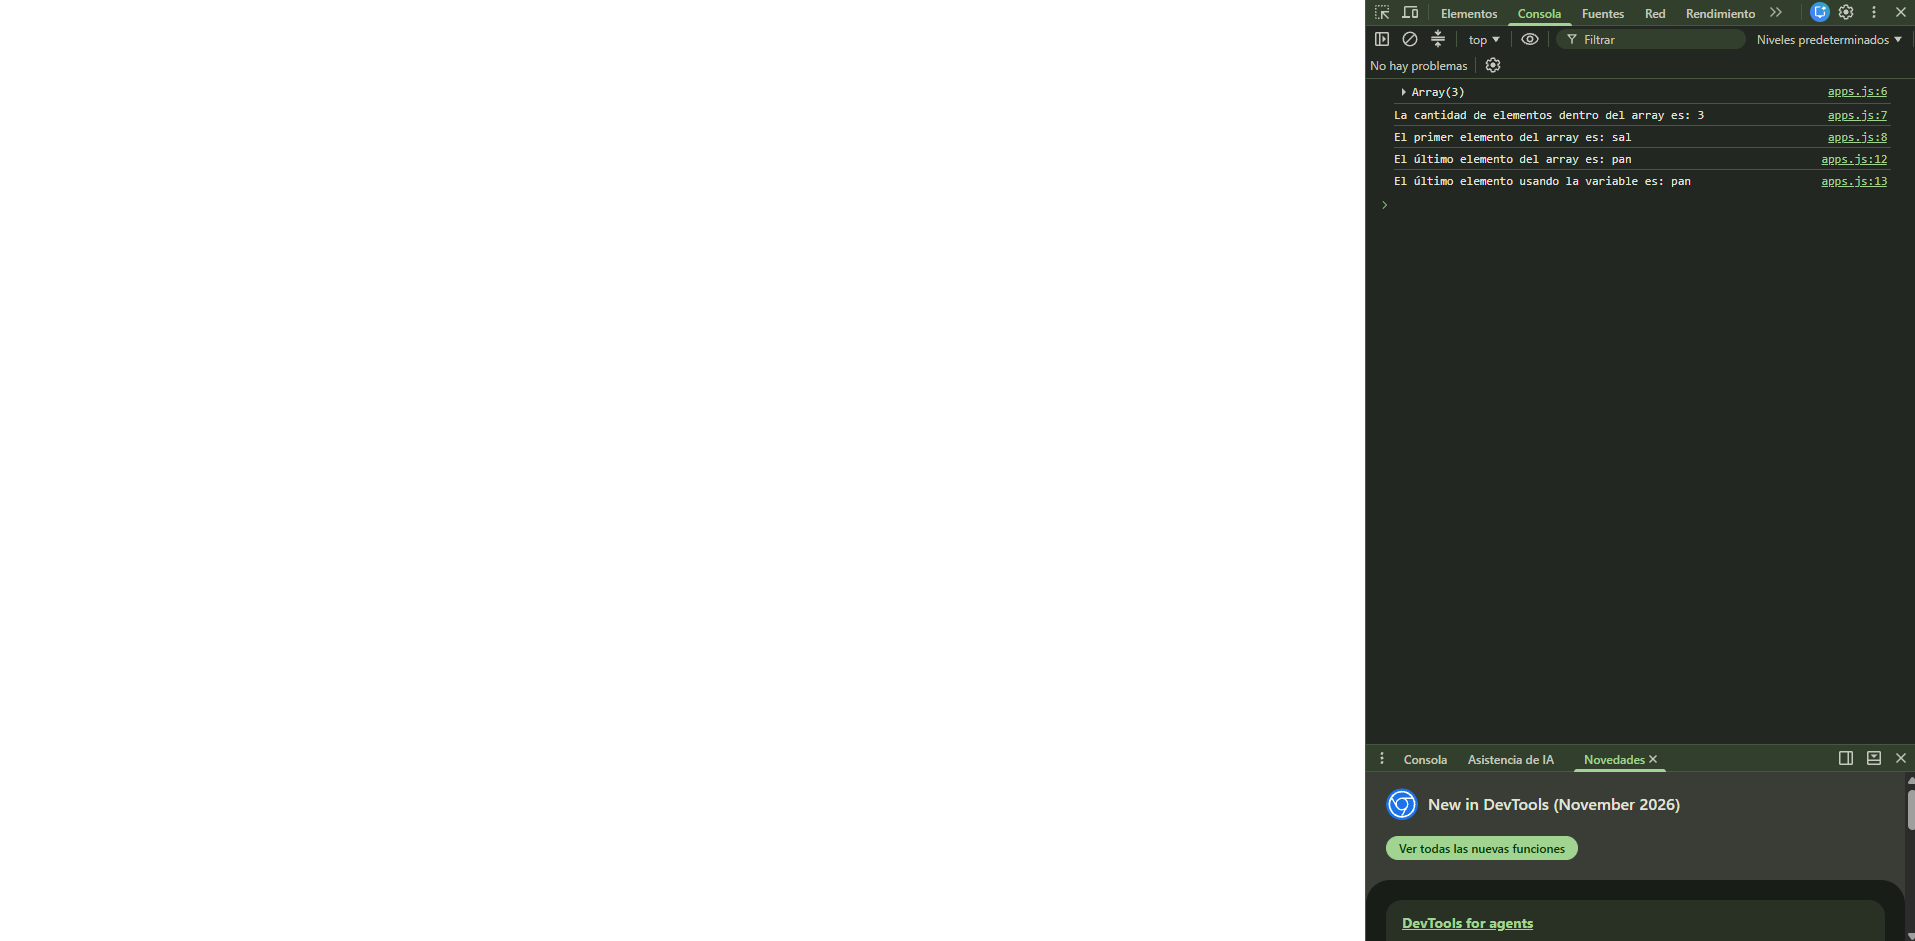 Elementos Consola Fuentes Red Rendimiento
top Filtrar Niveles predeterminados
No hay problemas
Array(3) apps.js:6
La cantidad de elementos dentro del array es: 3 apps.js:7
El primer elemento del array es: sal apps.js:8
El último elemento del array es: pan apps.js:12
El último elemento usando la variable es: pan apps.js:13
Consola Asistencia de IA Novedades
New in DevTools (November 2026)
Ver todas las nuevas funciones
DevTools for agents